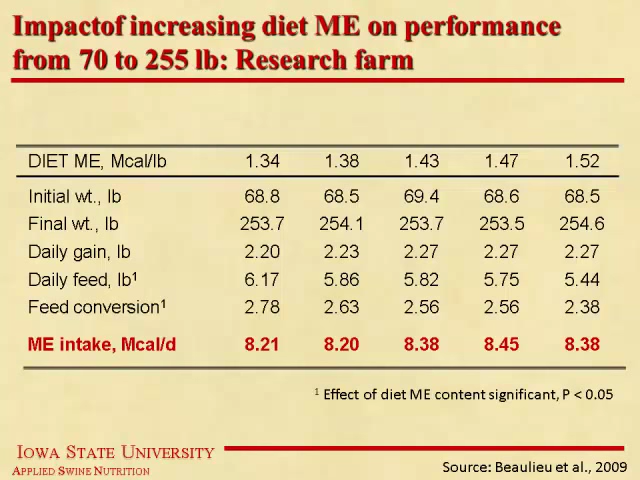 Impactof increasing diet ME on performance
from 70 to 255 lb: Research farm
DIET ME, Mcal/lb 1.34 1.38 1.43 1.47 1.52
Initial wt., lb 68.8 68.5 69.4 68.6 68.5
Final wt., lb 253.7 254.1 253.7 253.5 254.6
Daily gain, lb 2.20 2.23 2.27 2.27 2.27
Daily feed, lb¹ 6.17 5.86 5.82 5.75 5.44
Feed conversion¹ 2.78 2.63 2.56 2.56 2.38
ME intake, Mcal/d 8.21 8.20 8.38 8.45 8.38
¹ Effect of diet ME content significant, P < 0.05
IOWA STATE UNIVERSITY
APPLIED SWINE NUTRITION
Source: Beaulieu et al., 2009